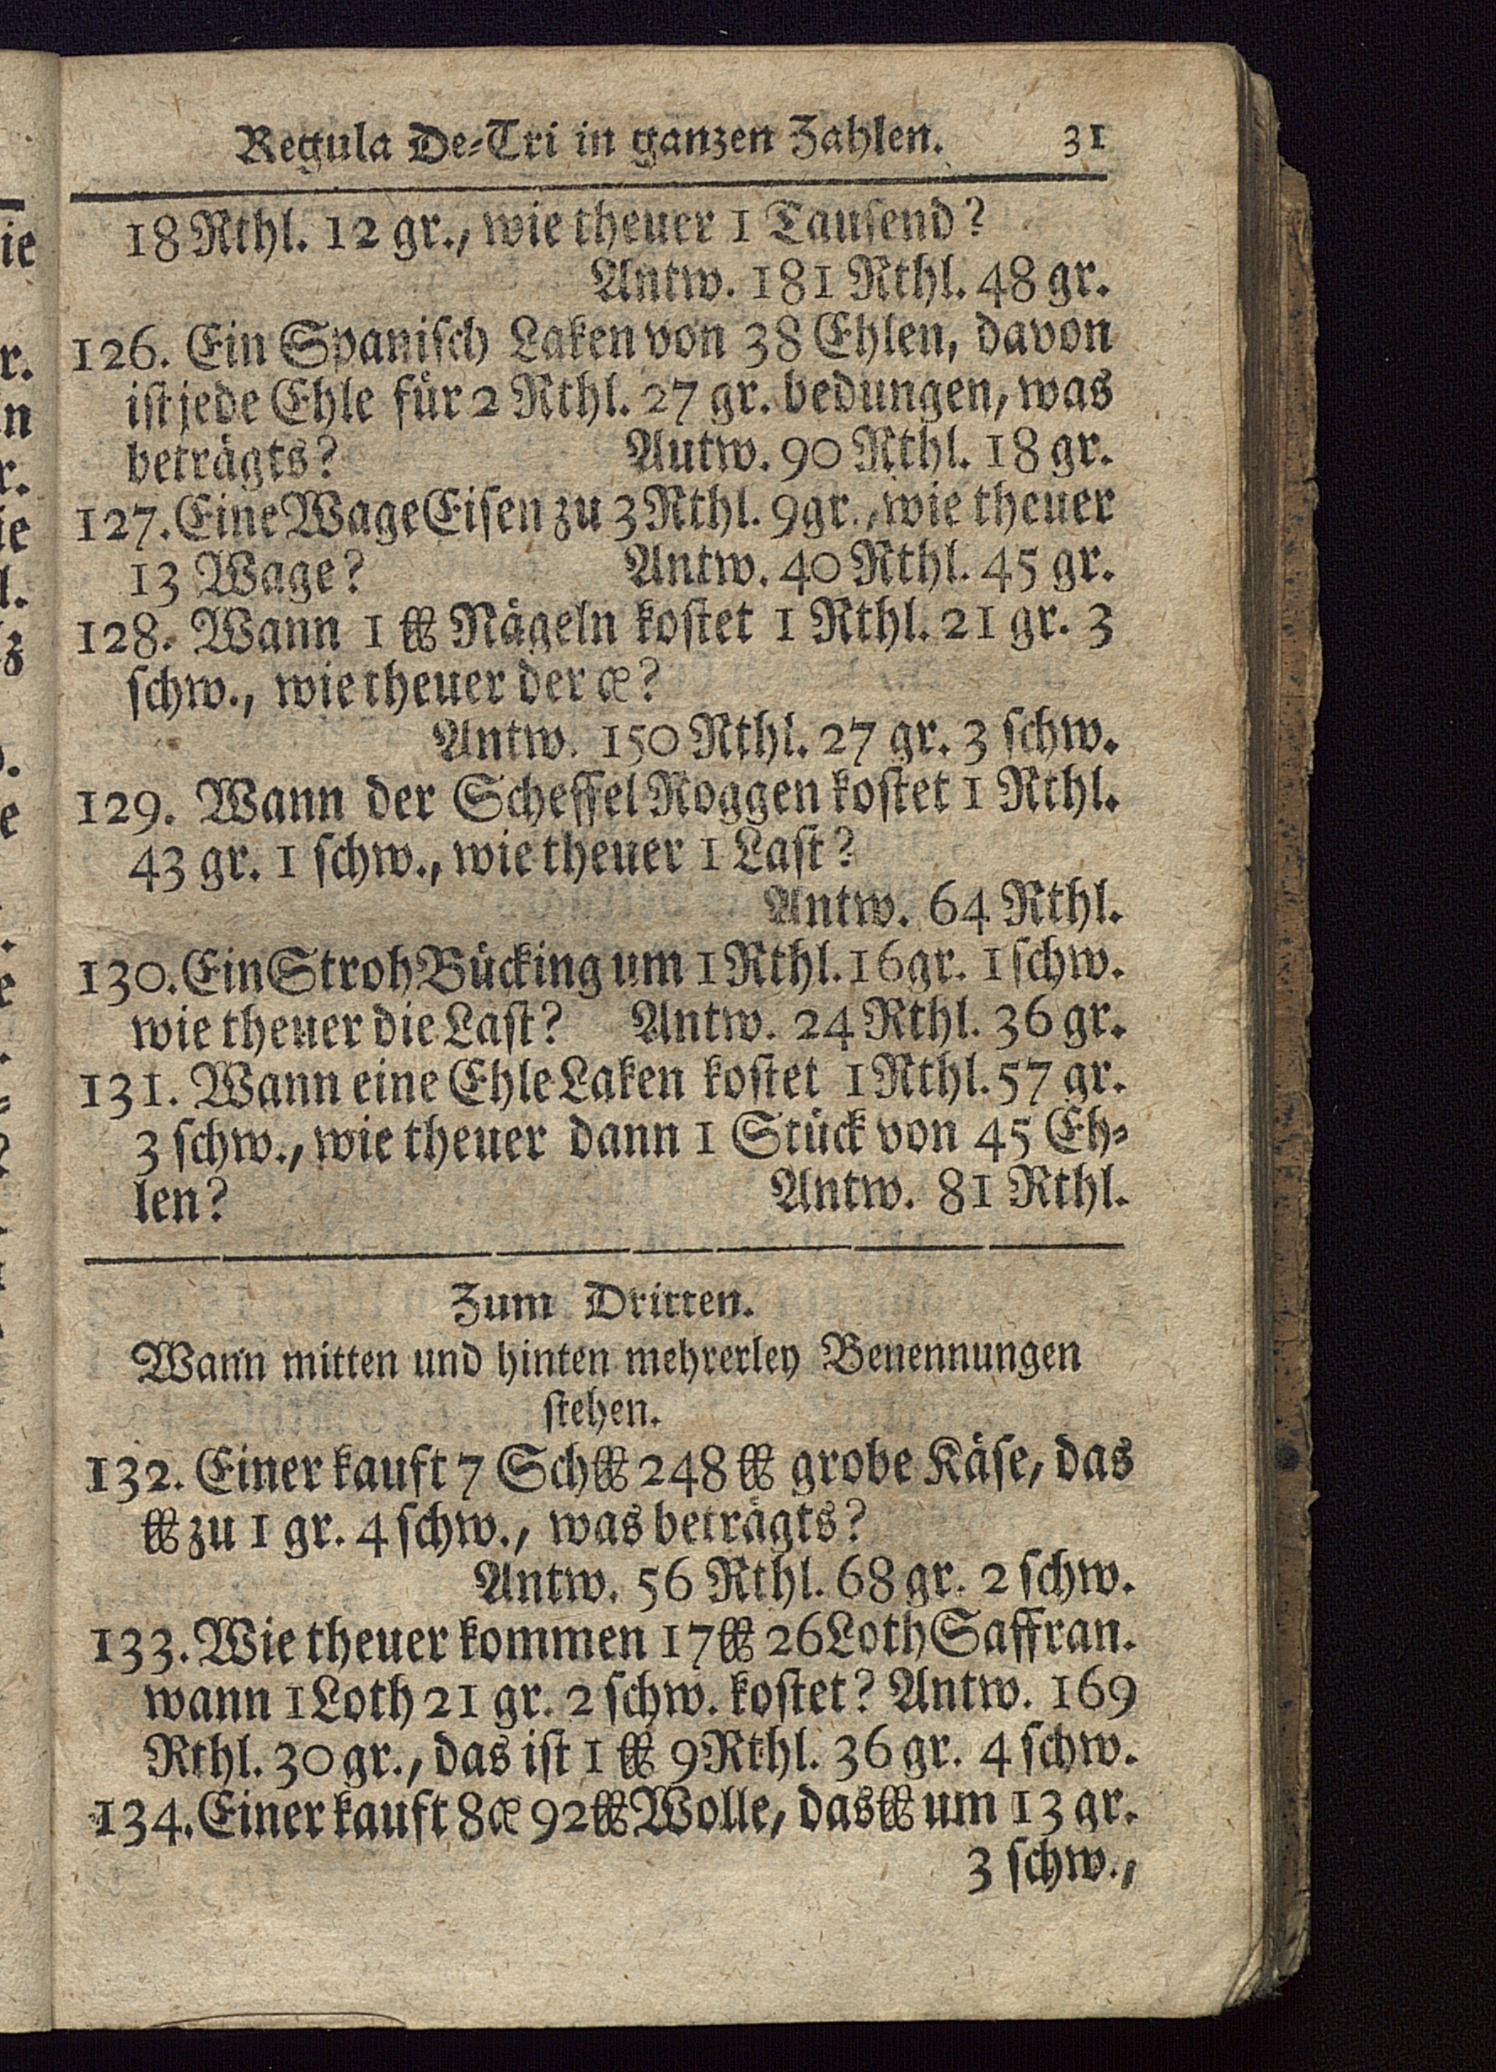 Regula De-Tri in ganzen Zahlen. 31
18 Rthl. 12 gr., wie theuer 1 Tausend?
Antw. 181 Rthl. 48 gr.
126. Ein Spanisch Laken von 38 Ehlen, davon
ist jede Ehle für 2 Rthl. 27 gr. bedungen, was
beträgts? Autw. 90 Rthl. 18 gr.
127. Eine Wage Eisen zu 3 Rthl. 9 gr., wie theuer
13 Wage? Antw. 40 Rthl. 45 gr.
128. Wann 1 ℔ Nägeln kostet 1 Rthl. 21 gr. 3
schw., wie theuer der œ?
Antw. 150 Rthl. 27 gr. 3 schw.
129. Wann der Scheffel Roggen kostet 1 Rthl.
43 gr. 1 schw., wie theuer 1 Last?
Antw. 64 Rthl.
130. Ein Stroh Bücking um 1 Rthl. 16 gr. 1 schw.
wie theuer die Last? Antw. 24 Rthl. 36 gr.
131. Wann eine Ehle Laken kostet 1 Rthl. 57 gr.
3 schw., wie theuer dann 1 Stück von 45 Eh-
len? Antw. 81 Rthl.
Zum Dritten.
Wann mitten und hinten mehrerley Benennungen
stehen.
132. Einer kauft 7 Sch℔ 248 ℔ grobe Käse, das
℔ zu 1 gr. 4 schw., was beträgts?
Antw. 56 Rthl. 68 gr. 2 schw.
133. Wie theuer kommen 17 ℔ 26 Loth Saffran.
wann 1 Loth 21 gr. 2 schw. kostet? Antw. 169
Rthl. 30 gr., das ist 1 ℔ 9 Rthl. 36 gr. 4 schw.
134. Einer kauft 8 œ 92 ℔ Wolle, das ℔ um 13 gr.
3 schw.,